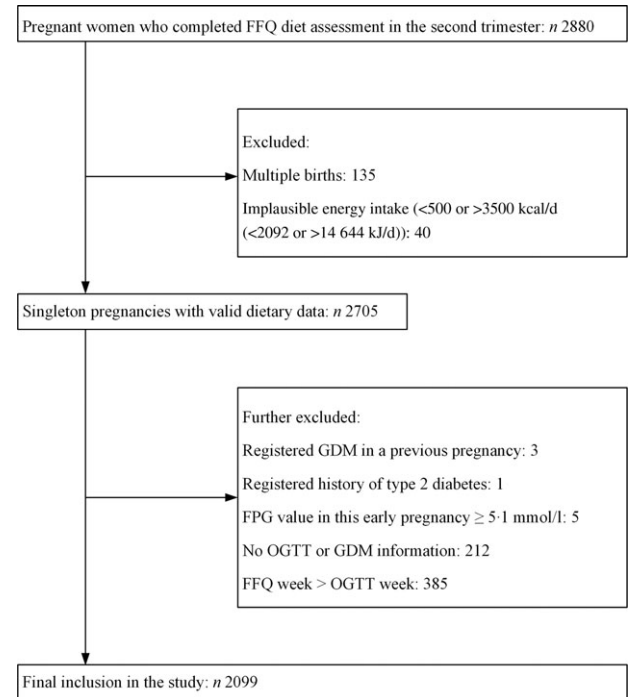 Pregnant women who completed FFQ diet assessment in the second trimester: n 2880
Excluded:
Multiple births: 135
Implausible energy intake (<500 or >3500 kcal/d
(<2092 or >14 644 kJ/d)): 40
Singleton pregnancies with valid dietary data: n 2705
Further excluded:
Registered GDM in a previous pregnancy: 3
Registered history of type 2 diabetes: 1
FPG value in this early pregnancy ≥ 5·1 mmol/l: 5
No OGTT or GDM information: 212
FFQ week > OGTT week: 385
Final inclusion in the study: n 2099